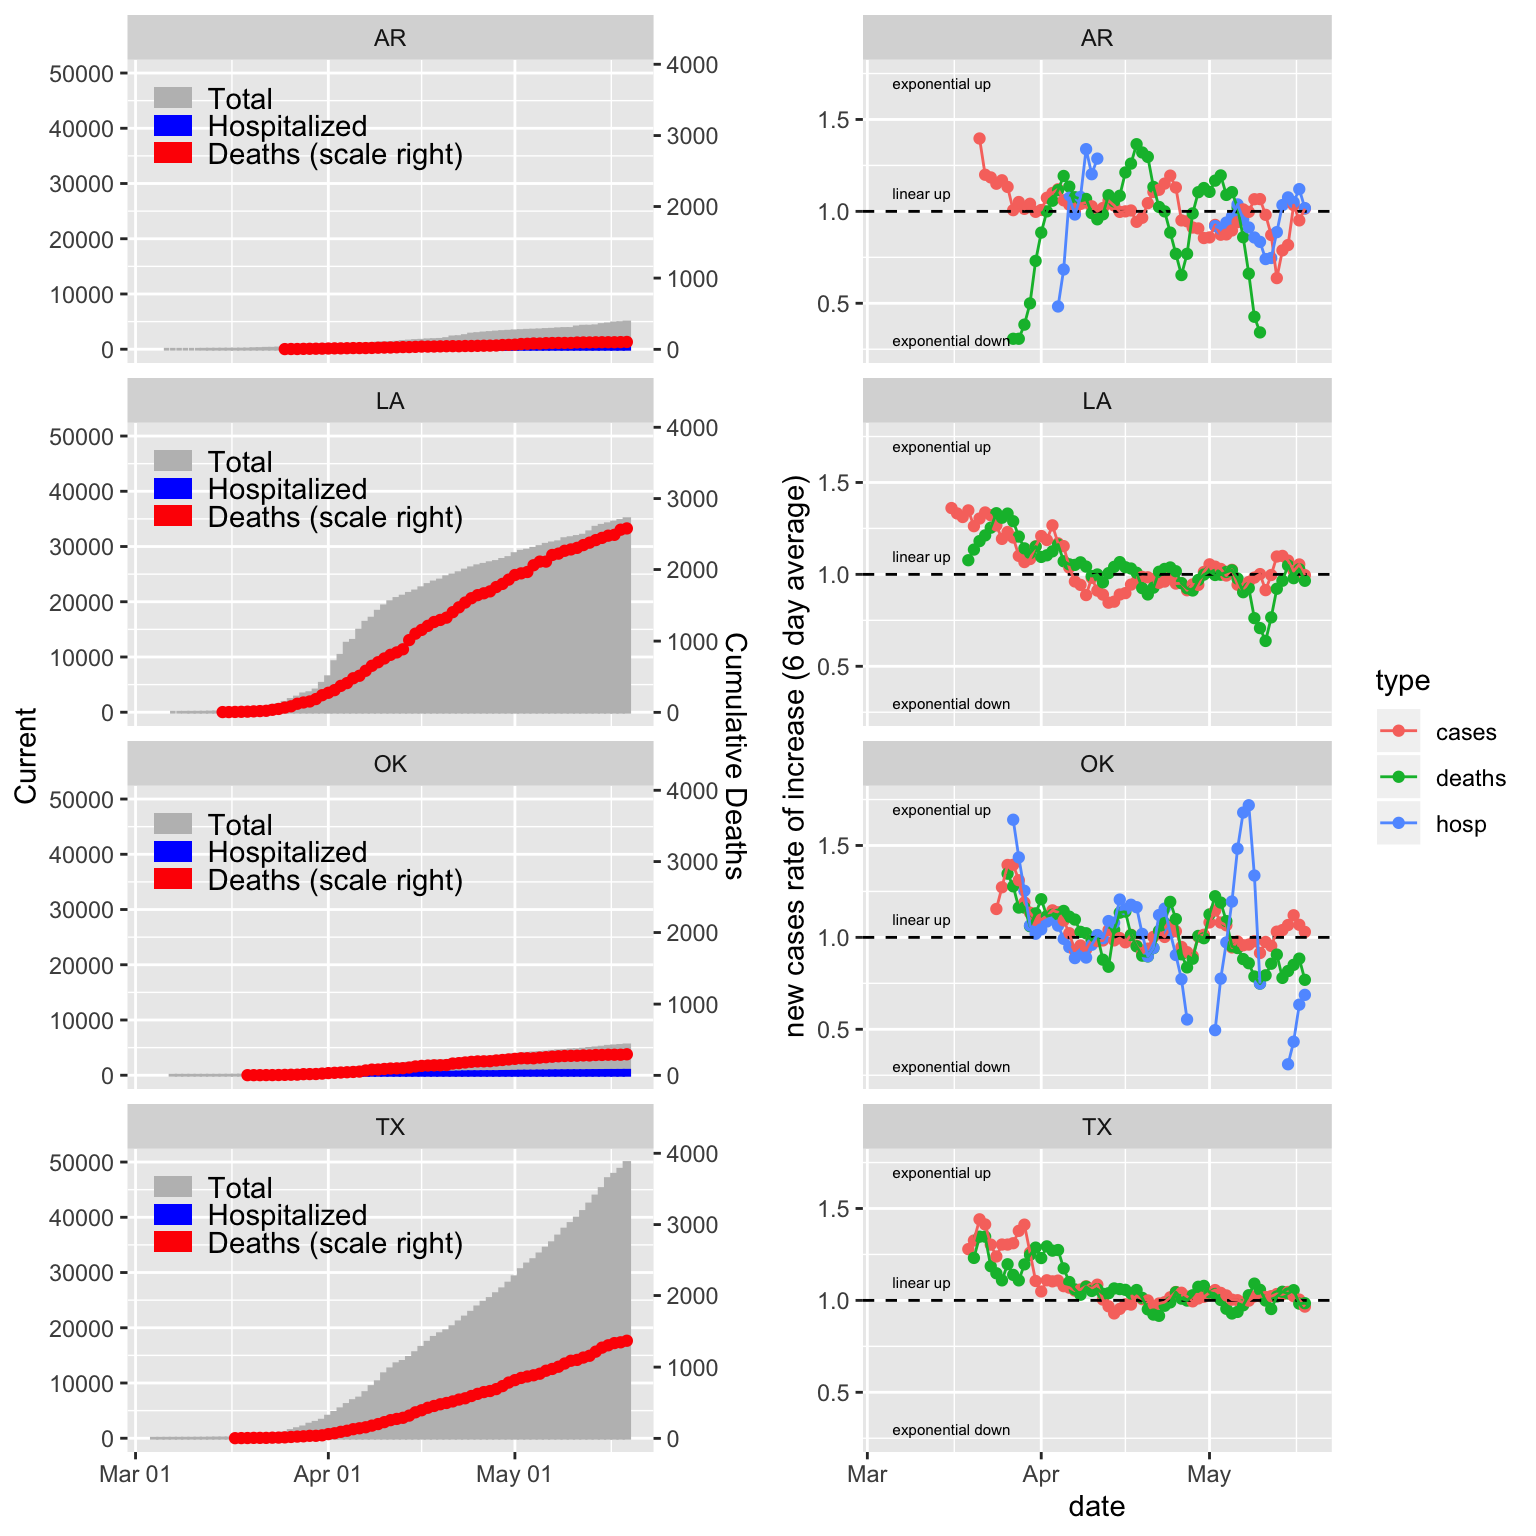 AR
50000
40000
30000
20000
10000
0
Total
Hospitalized
Deaths (scale right)
4000
3000
2000
1000
0
LA
50000
40000
30000
20000
10000
0
Total
Hospitalized
Deaths (scale right)
4000
3000
2000
1000
0
OK
50000
40000
30000
20000
10000
0
Total
Hospitalized
Deaths (scale right)
4000
3000
2000
1000
0
TX
50000
40000
30000
20000
10000
0
Total
Hospitalized
Deaths (scale right)
4000
3000
2000
1000
0
Mar 01
Apr 01
May 01
Current
Cumulative Deaths
AR
1.5
1.0
0.5
exponential up
linear up
exponential down
LA
1.5
1.0
0.5
exponential up
linear up
exponential down
OK
1.5
1.0
0.5
exponential up
linear up
exponential down
TX
1.5
1.0
0.5
exponential up
linear up
exponential down
Mar
Apr
May
date
new cases rate of increase (6 day average)
type
cases
deaths
hosp